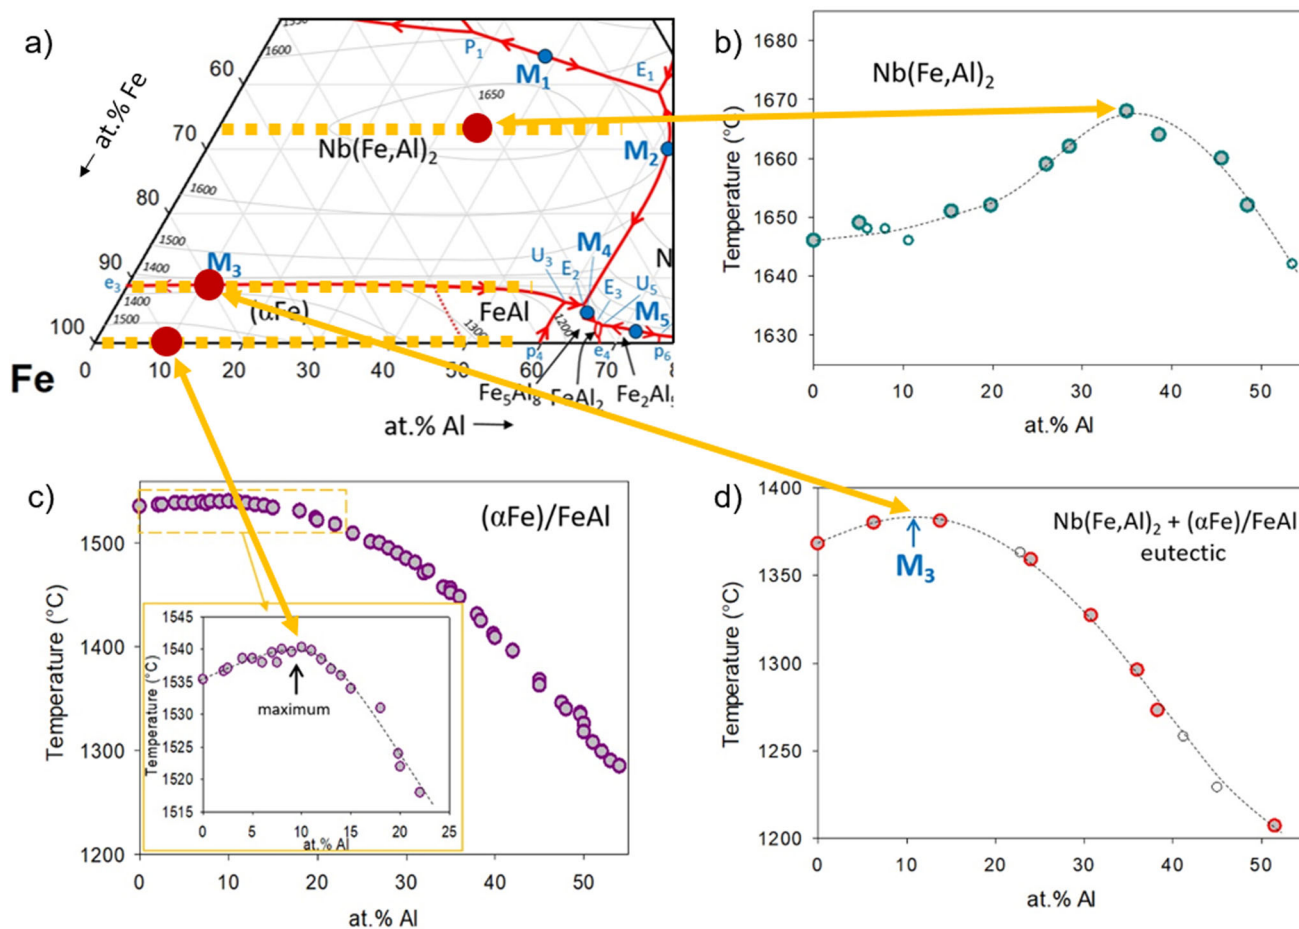 a)
1550
1600
60
P₁
M₁
E₁
← at.% Fe
1650
70
Nb(Fe,Al)₂
M₂
1600
80
1500
M₃
M₄
N
90
1400
U₃
E₂
e₃
1400
(αFe)
FeAl
E₃
U₅
M₅
100
1500
1300
1200
p₄
e₄
p₆
Fe
0
10
20
30
40
50
60
70
8
Fe₅Al₈
FeAl₂
Fe₂Al₅
at.% Al →
b)
Nb(Fe,Al)₂
Temperature (°C)
1680
1670
1660
1650
1640
1630
0
10
20
30
40
50
at.% Al
c)
(αFe)/FeAl
Temperature (°C)
1500
1400
1300
1200
1545
1540
1535
1530
1525
1520
1515
Temperature (°C)
maximum
0
5
10
15
20
25
at.% Al
0
10
20
30
40
50
at.% Al
d)
Nb(Fe,Al)₂ + (αFe)/FeAl
eutectic
M₃
Temperature (°C)
1400
1350
1300
1250
1200
0
10
20
30
40
50
at.% Al